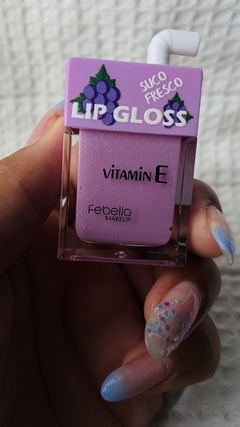 SUCO
FRESCO
LIP GLOSS
VITAMIN E
Febella
MAKEUP